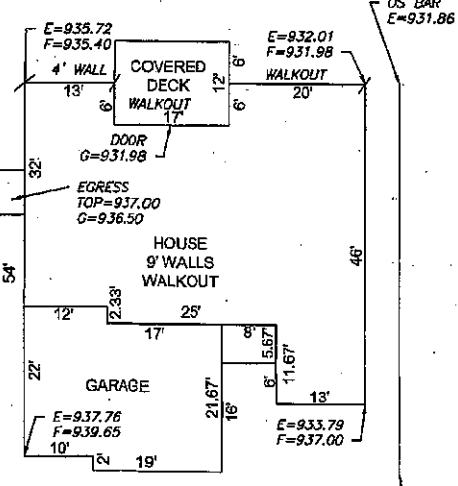 OS BAR
E=931.86
E=935.72
F=935.40
E=932.01
F=931.98
4' WALL
COVERED
DECK
WALKOUT
6'
12'
6'
WALKOUT
13'
6'
17'
20'
DOOR
G=931.98
32'
EGRESS
TOP=937.00
G=936.50
54'
HOUSE
9' WALLS
WALKOUT
46'
12'
2.33'
25'
17'
8'
5.67'
11.67'
22'
GARAGE
21.67'
16'
6'
13'
E=937.76
F=939.65
E=933.79
F=937.00
10'
2'
19'